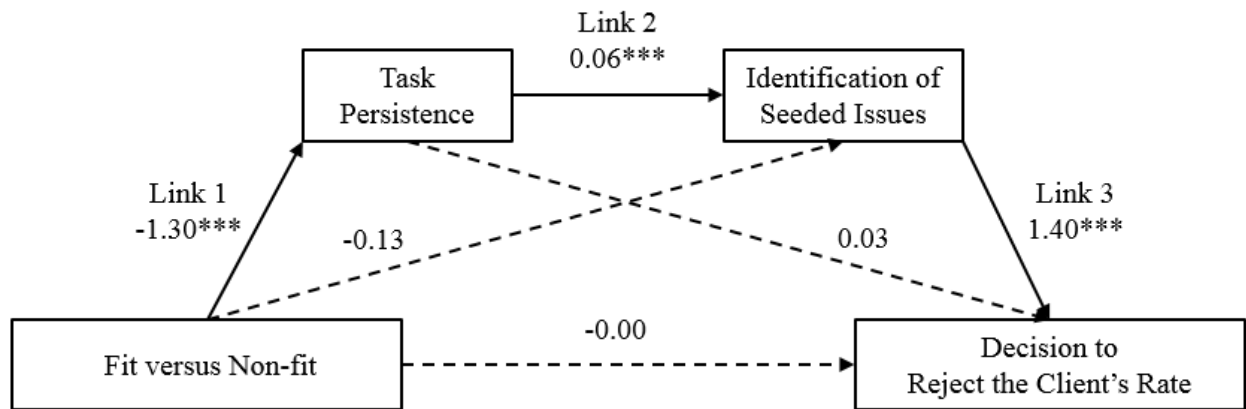 Link 2
0.06***
Task
Persistence
Identification of
Seeded Issues
Link 1
-1.30***
Link 3
1.40***
-0.13
0.03
-0.00
Fit versus Non-fit
Decision to
Reject the Client's Rate